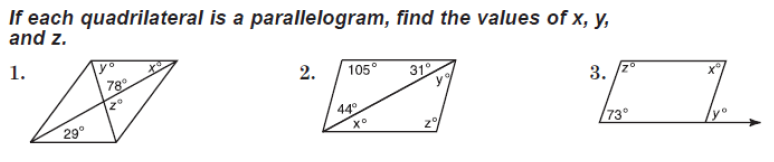 If each quadrilateral is a parallelogram, find the values of x, y,
and z.
1.
y° x°
78°
z°
29°
2.
105° 31°
y°
44°
x° z°
3.
z° x°
73° y°